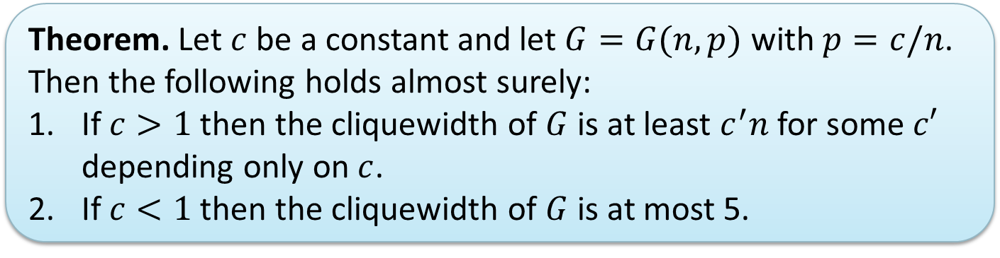 Theorem. Let c be a constant and let G = G(n, p) with p = c/n.
Then the following holds almost surely:
1. If c > 1 then the cliquewidth of G is at least c′n for some c′
depending only on c.
2. If c < 1 then the cliquewidth of G is at most 5.